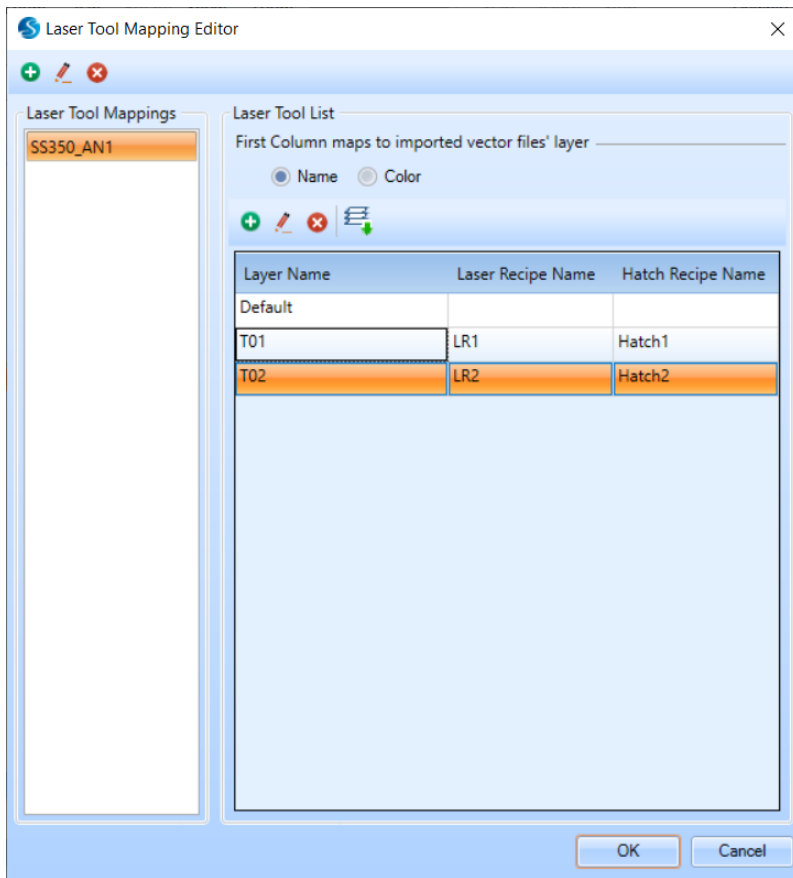 Laser Tool Mapping Editor
Laser Tool Mappings
SS350_AN1
Laser Tool List
First Column maps to imported vector files' layer
Name Color
Layer Name Laser Recipe Name Hatch Recipe Name
Default
T01 LR1 Hatch1
T02 LR2 Hatch2
OK Cancel